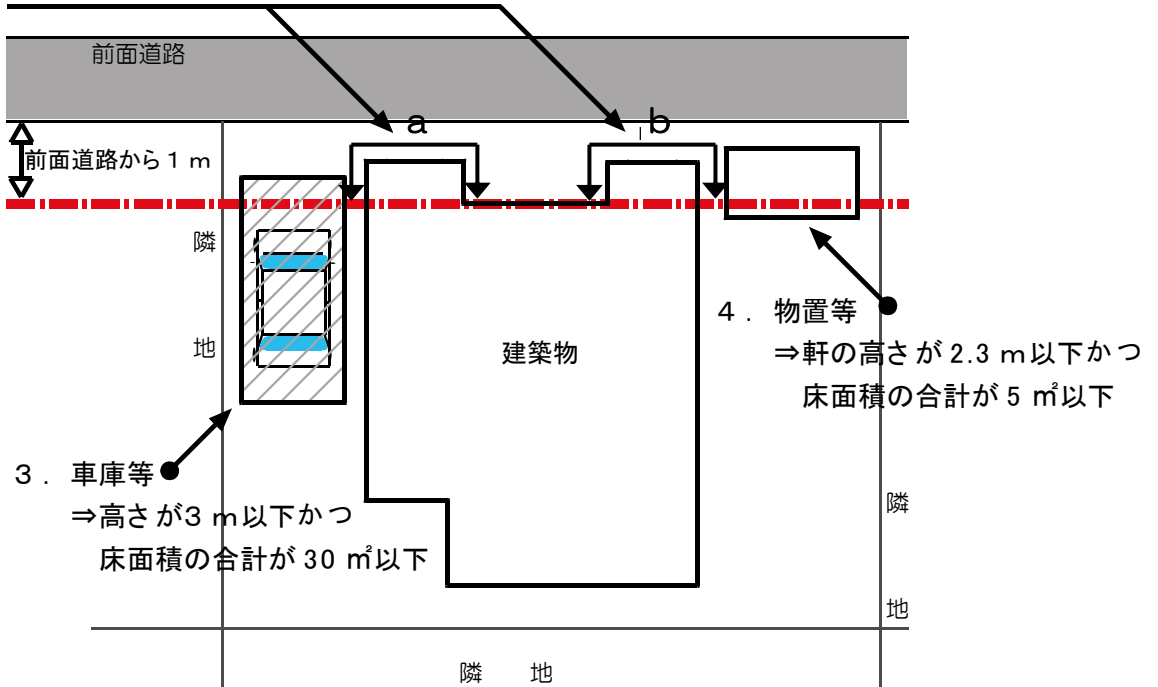 前面道路
a
b
前面道路から1m
隣
地
建築物
4．物置等
⇒軒の高さが2.3m以下かつ
床面積の合計が5㎡以下
3．車庫等
⇒高さが3m以下かつ
床面積の合計が30㎡以下
隣
地
隣 地